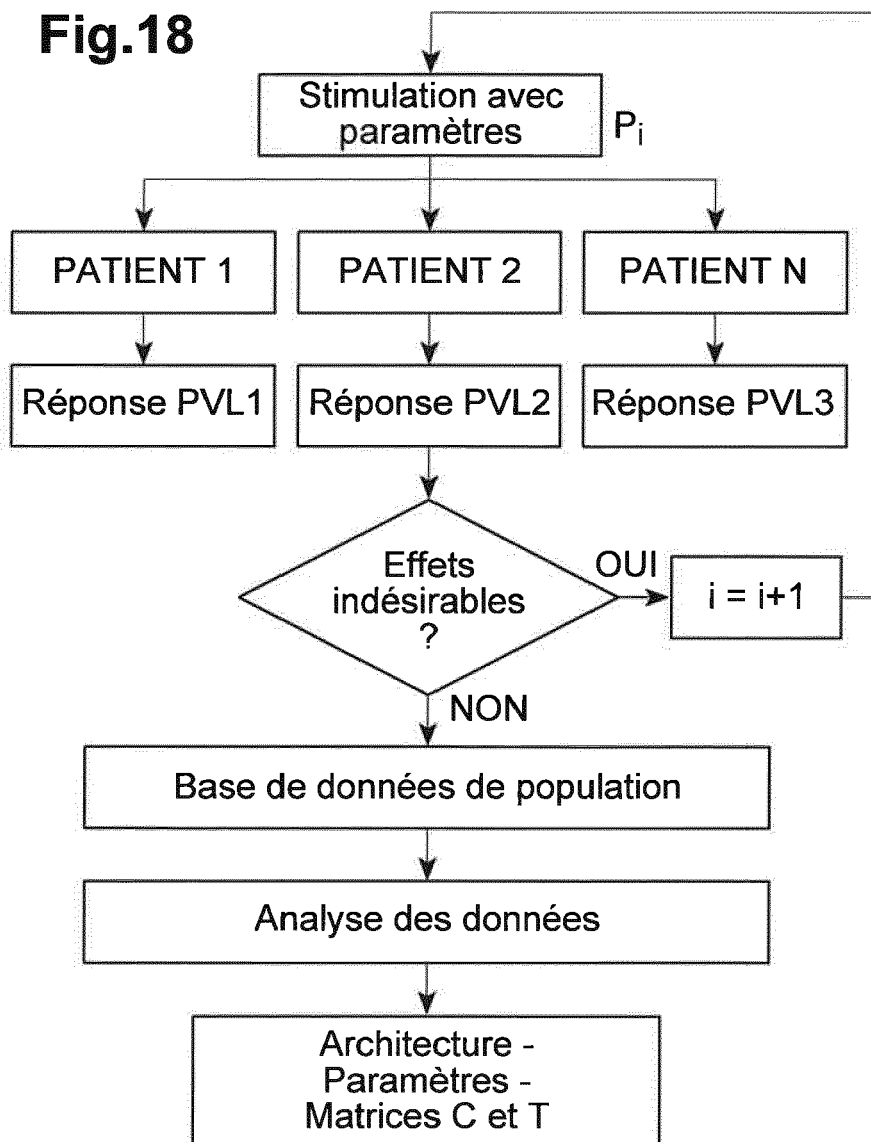 Fig.18
Stimulation avec
paramètres
Pi
PATIENT 1
PATIENT 2
PATIENT N
Réponse PVL1
Réponse PVL2
Réponse PVL3
Effets
indésirables
?
OUI
i = i+1
NON
Base de données de population
Analyse des données
Architecture -
Paramètres -
Matrices C et T